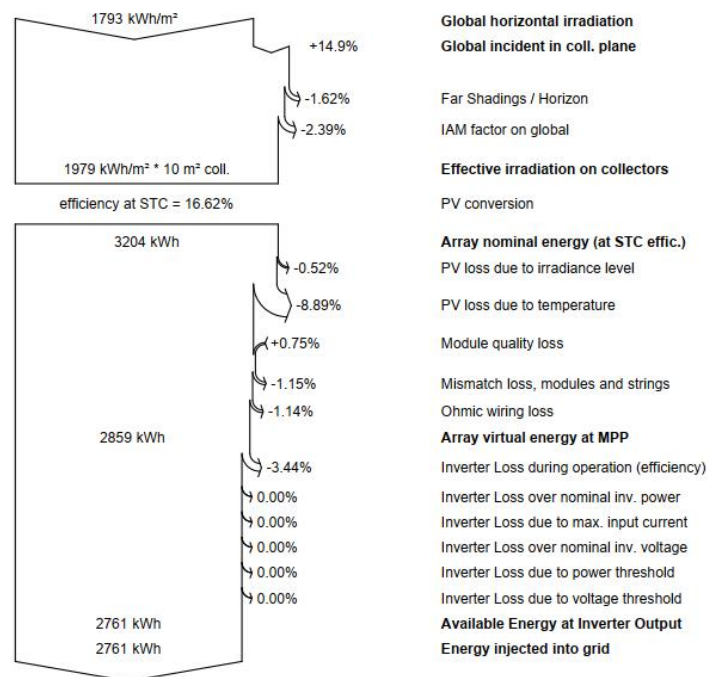 1793 kWh/m² Global horizontal irradiation
+14.9% Global incident in coll. plane
-1.62% Far Shadings / Horizon
-2.39% IAM factor on global
1979 kWh/m² * 10 m² coll. Effective irradiation on collectors
efficiency at STC = 16.62% PV conversion
3204 kWh Array nominal energy (at STC effic.)
-0.52% PV loss due to irradiance level
-8.89% PV loss due to temperature
+0.75% Module quality loss
-1.15% Mismatch loss, modules and strings
-1.14% Ohmic wiring loss
2859 kWh Array virtual energy at MPP
-3.44% Inverter Loss during operation (efficiency)
0.00% Inverter Loss over nominal inv. power
0.00% Inverter Loss due to max. input current
0.00% Inverter Loss over nominal inv. voltage
0.00% Inverter Loss due to power threshold
0.00% Inverter Loss due to voltage threshold
2761 kWh Available Energy at Inverter Output
2761 kWh Energy injected into grid